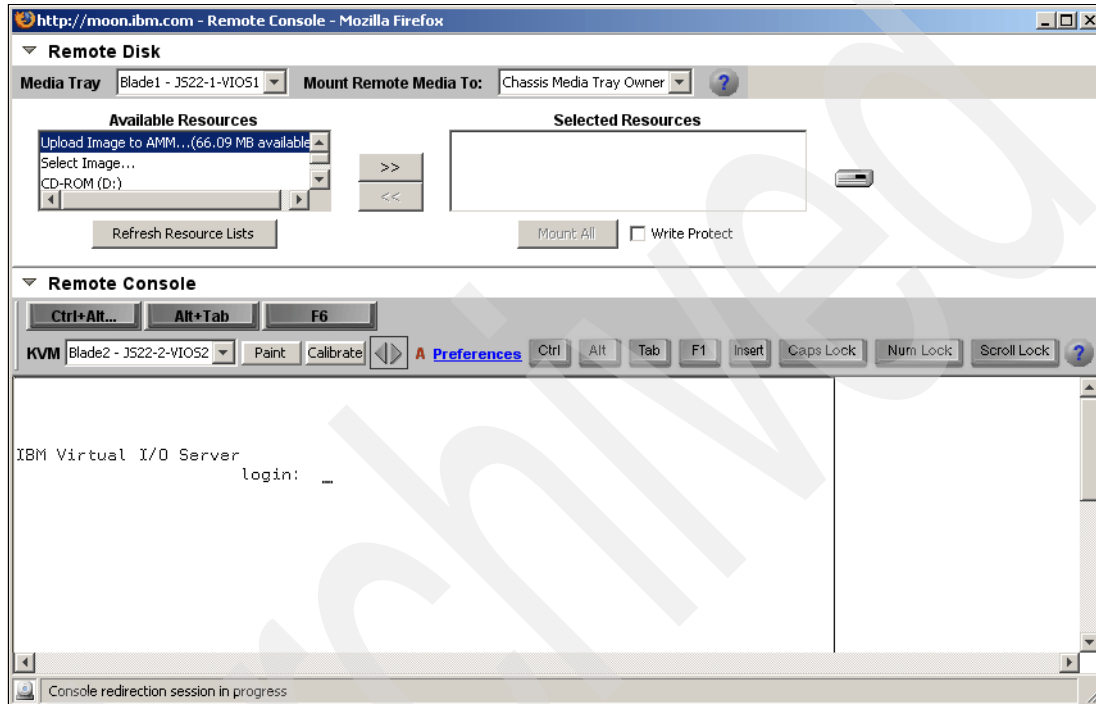 http://moon.ibm.com - Remote Console - Mozilla Firefox
Remote Disk
Media Tray Blade1 - JS22-1-VIOS1 Mount Remote Media To: Chassis Media Tray Owner ?
Available Resources Selected Resources
Upload Image to AMM...(66.09 MB available
Select Image...
CD-ROM (D:)
>>
<<
Refresh Resource Lists Mount All Write Protect
Remote Console
Ctrl+Alt... Alt+Tab F6
KVM Blade2 - JS22-2-VIOS2 Paint Calibrate A Preferences Ctrl Alt Tab F1 Insert Caps Lock Num Lock Scroll Lock ?
IBM Virtual I/O Server
login: _
Console redirection session in progress